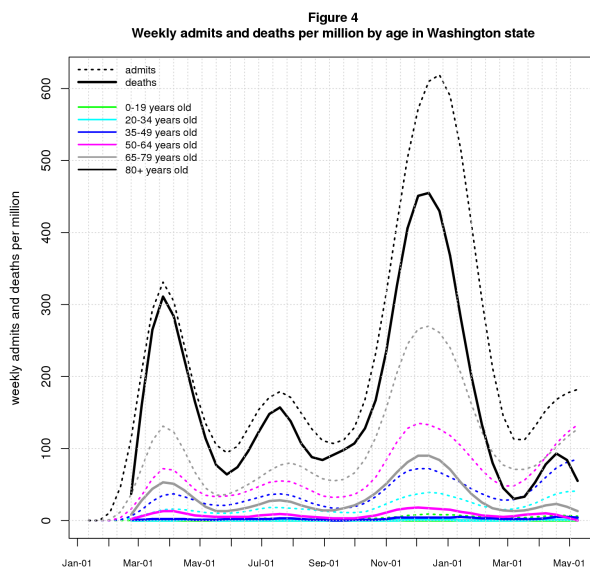 Figure 4
Weekly admits and deaths per million by age in Washington state
admits
deaths
0-19 years old
20-34 years old
35-49 years old
50-64 years old
65-79 years old
80+ years old
weekly admits and deaths per million
600
500
400
300
200
100
0
Jan-01 Mar-01 May-01 Jul-01 Sep-01 Nov-01 Jan-01 Mar-01 May-01